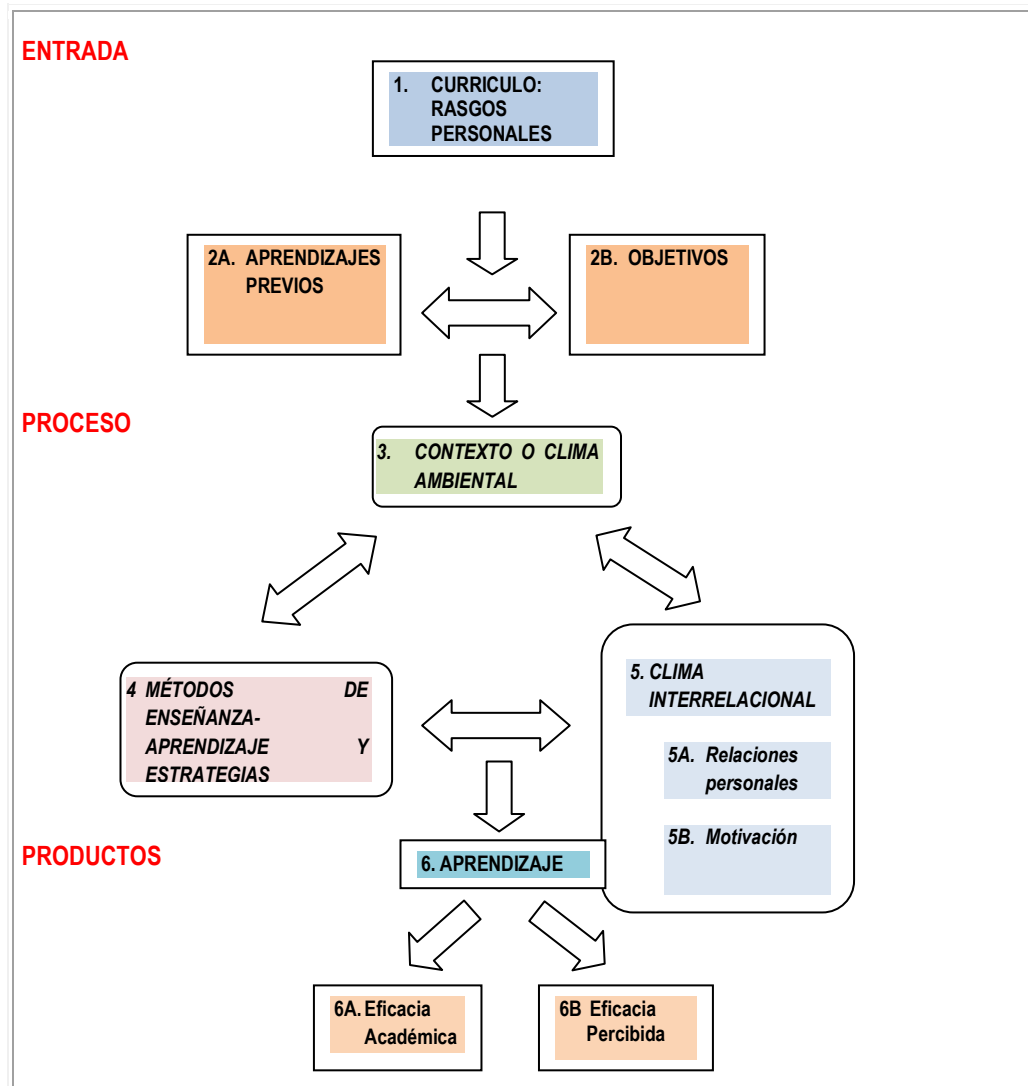 ENTRADA
1. CURRICULO:
RASGOS
PERSONALES
2A. APRENDIZAJES
PREVIOS
2B. OBJETIVOS
PROCESO
3. CONTEXTO O CLIMA
AMBIENTAL
4 MÉTODOS DE
ENSEÑANZA-
APRENDIZAJE Y
ESTRATEGIAS
5. CLIMA
INTERRELACIONAL
5A. Relaciones
personales
5B. Motivación
PRODUCTOS
6. APRENDIZAJE
6A. Eficacia
Académica
6B Eficacia
Percibida